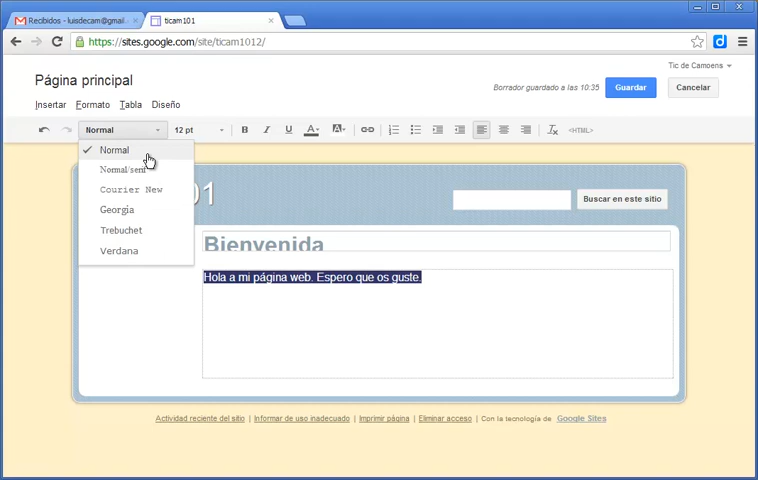 Recibidos - luisdecam@gmail.
ticam101
https://sites.google.com/site/ticam1012/
Tic de Camoens
Página principal
Borrador guardado a las 10:35
Guardar
Cancelar
Insertar Formato Tabla Diseño
Normal 12 pt B I U A A <HTML>
Normal
Normal/serif
Courier New
Georgia
Trebuchet
Verdana
01
Buscar en este sitio
Bienvenida
Hola a mi página web. Espero que os guste.
Actividad reciente del sitio | Informar de uso inadecuado | Imprimir página | Eliminar acceso | Con la tecnología de Google Sites